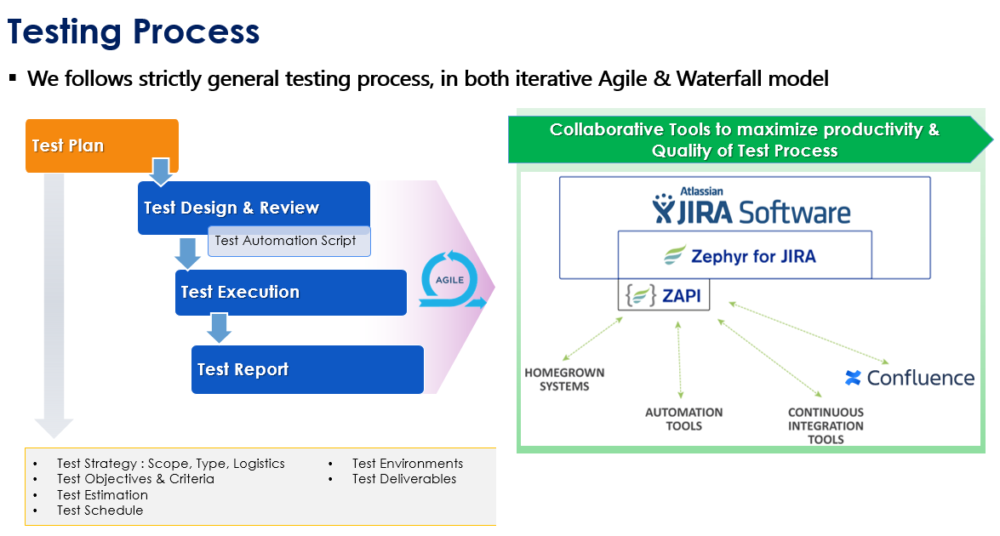 Testing Process
▪ We follows strictly general testing process, in both iterative Agile & Waterfall model
Test Plan
Test Design & Review
Test Automation Script
Test Execution
Test Report
AGILE
• Test Strategy : Scope, Type, Logistics
• Test Objectives & Criteria
• Test Estimation
• Test Schedule
• Test Environments
• Test Deliverables
Collaborative Tools to maximize productivity &
Quality of Test Process
Atlassian
JIRA Software
Zephyr for JIRA
{ } ZAPI
HOMEGROWN
SYSTEMS
AUTOMATION
TOOLS
CONTINUOUS
INTEGRATION
TOOLS
Confluence